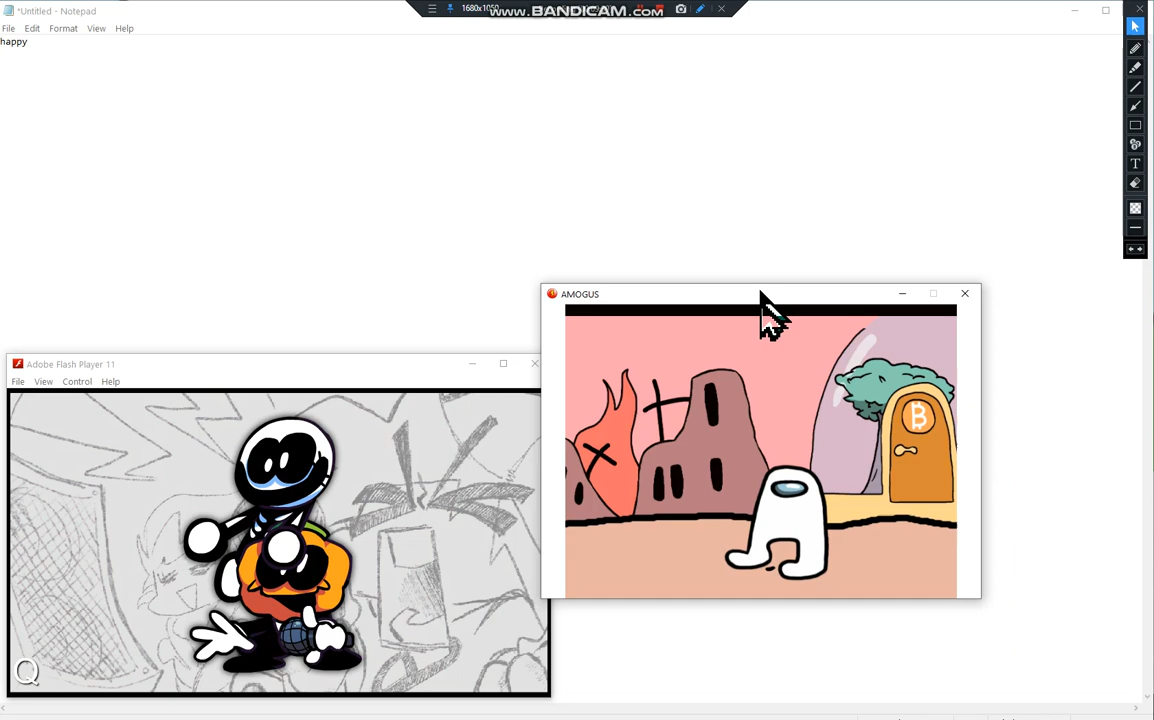 *Untitled - Notepad
1680x1050
www.BANDICAM.com
File Edit Format View Help
happy
T
AMOGUS
B
Adobe Flash Player 11
File View Control Help
Q